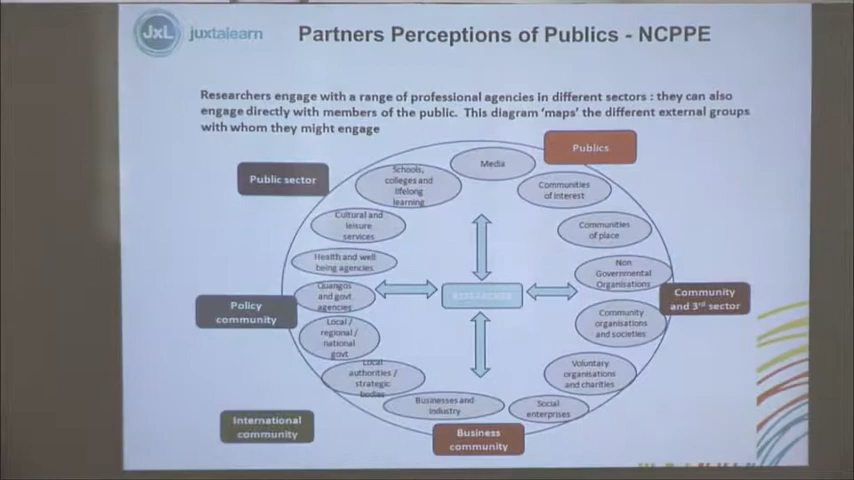 JxL juxtalearn
Partners Perceptions of Publics - NCPPE
Researchers engage with a range of professional agencies in different sectors : they can also
engage directly with members of the public. This diagram 'maps' the different external groups
with whom they might engage
Publics
Media
Public sector
Schools,
colleges and
lifelong
learning
Communities
of interest
Cultural and
leisure
services
Communities
of place
Health and well
being agencies
Non
Governmental
Organisations
Quangos
and govt
agencies
RESEARCHER
Community
and 3rd sector
Policy
community
Community
organisations
and societies
Local /
regional /
national
govt
Local
authorities /
strategic
bodies
Voluntary
organisations
and charities
Businesses and
industry
Social
enterprises
International
community
Business
community